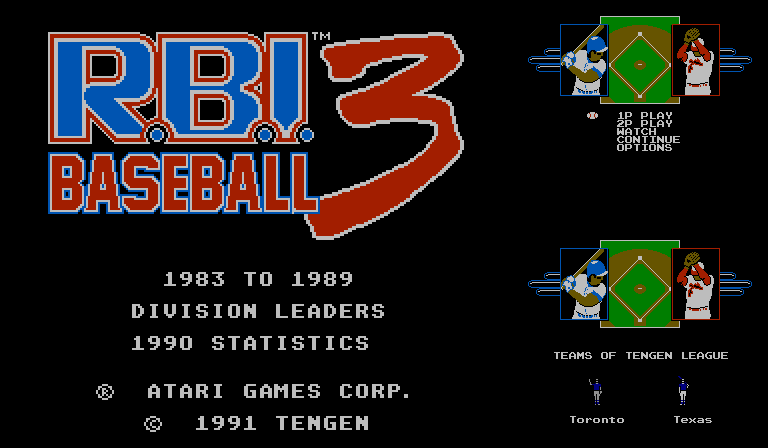 R.B.I. 3
TM
BASEBALL
1983 TO 1989
DIVISION LEADERS
1990 STATISTICS
® ATARI GAMES CORP.
© 1991 TENGEN
1P PLAY
2P PLAY
WATCH
CONTINUE
OPTIONS
TEAMS OF TENGEN LEAGUE
Toronto Texas